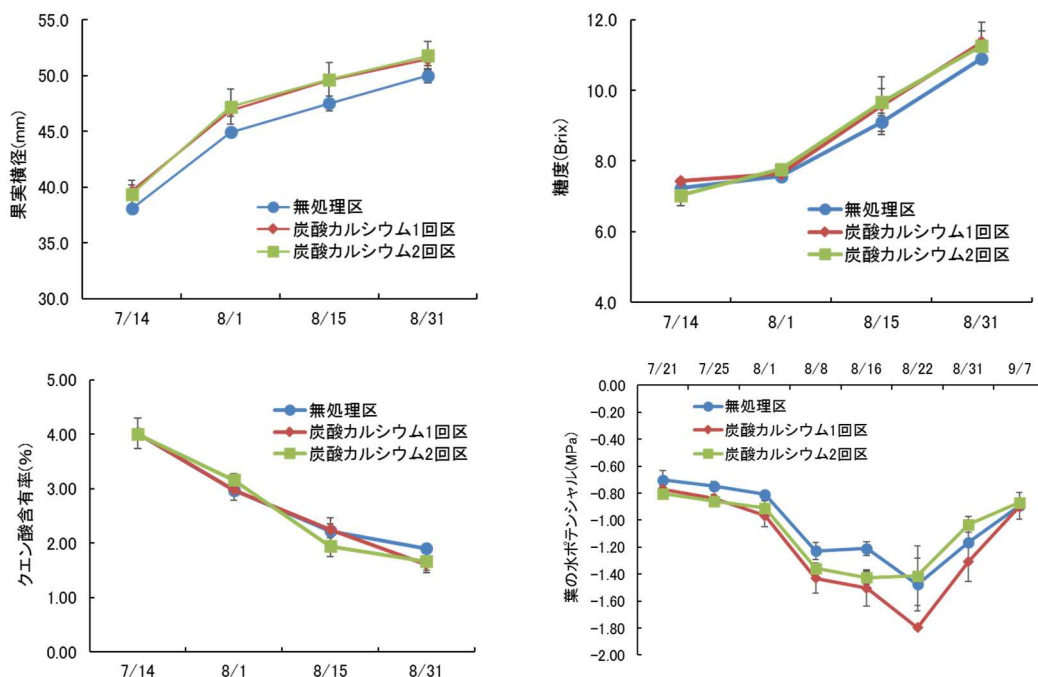 果実横径(mm)
55.0
50.0
45.0
40.0
35.0
30.0
無処理区
炭酸カルシウム1回区
炭酸カルシウム2回区
7/14 8/1 8/15 8/31
糖度(Brix)
12.0
10.0
8.0
6.0
4.0
無処理区
炭酸カルシウム1回区
炭酸カルシウム2回区
7/14 8/1 8/15 8/31
クエン酸含有率(%)
5.00
4.00
3.00
2.00
1.00
0.00
無処理区
炭酸カルシウム1回区
炭酸カルシウム2回区
7/14 8/1 8/15 8/31
葉の水ポテンシャル(MPa)
7/21 7/25 8/1 8/8 8/16 8/22 8/31 9/7
0.00
−0.20
−0.40
−0.60
−0.80
−1.00
−1.20
−1.40
−1.60
−1.80
−2.00
無処理区
炭酸カルシウム1回区
炭酸カルシウム2回区